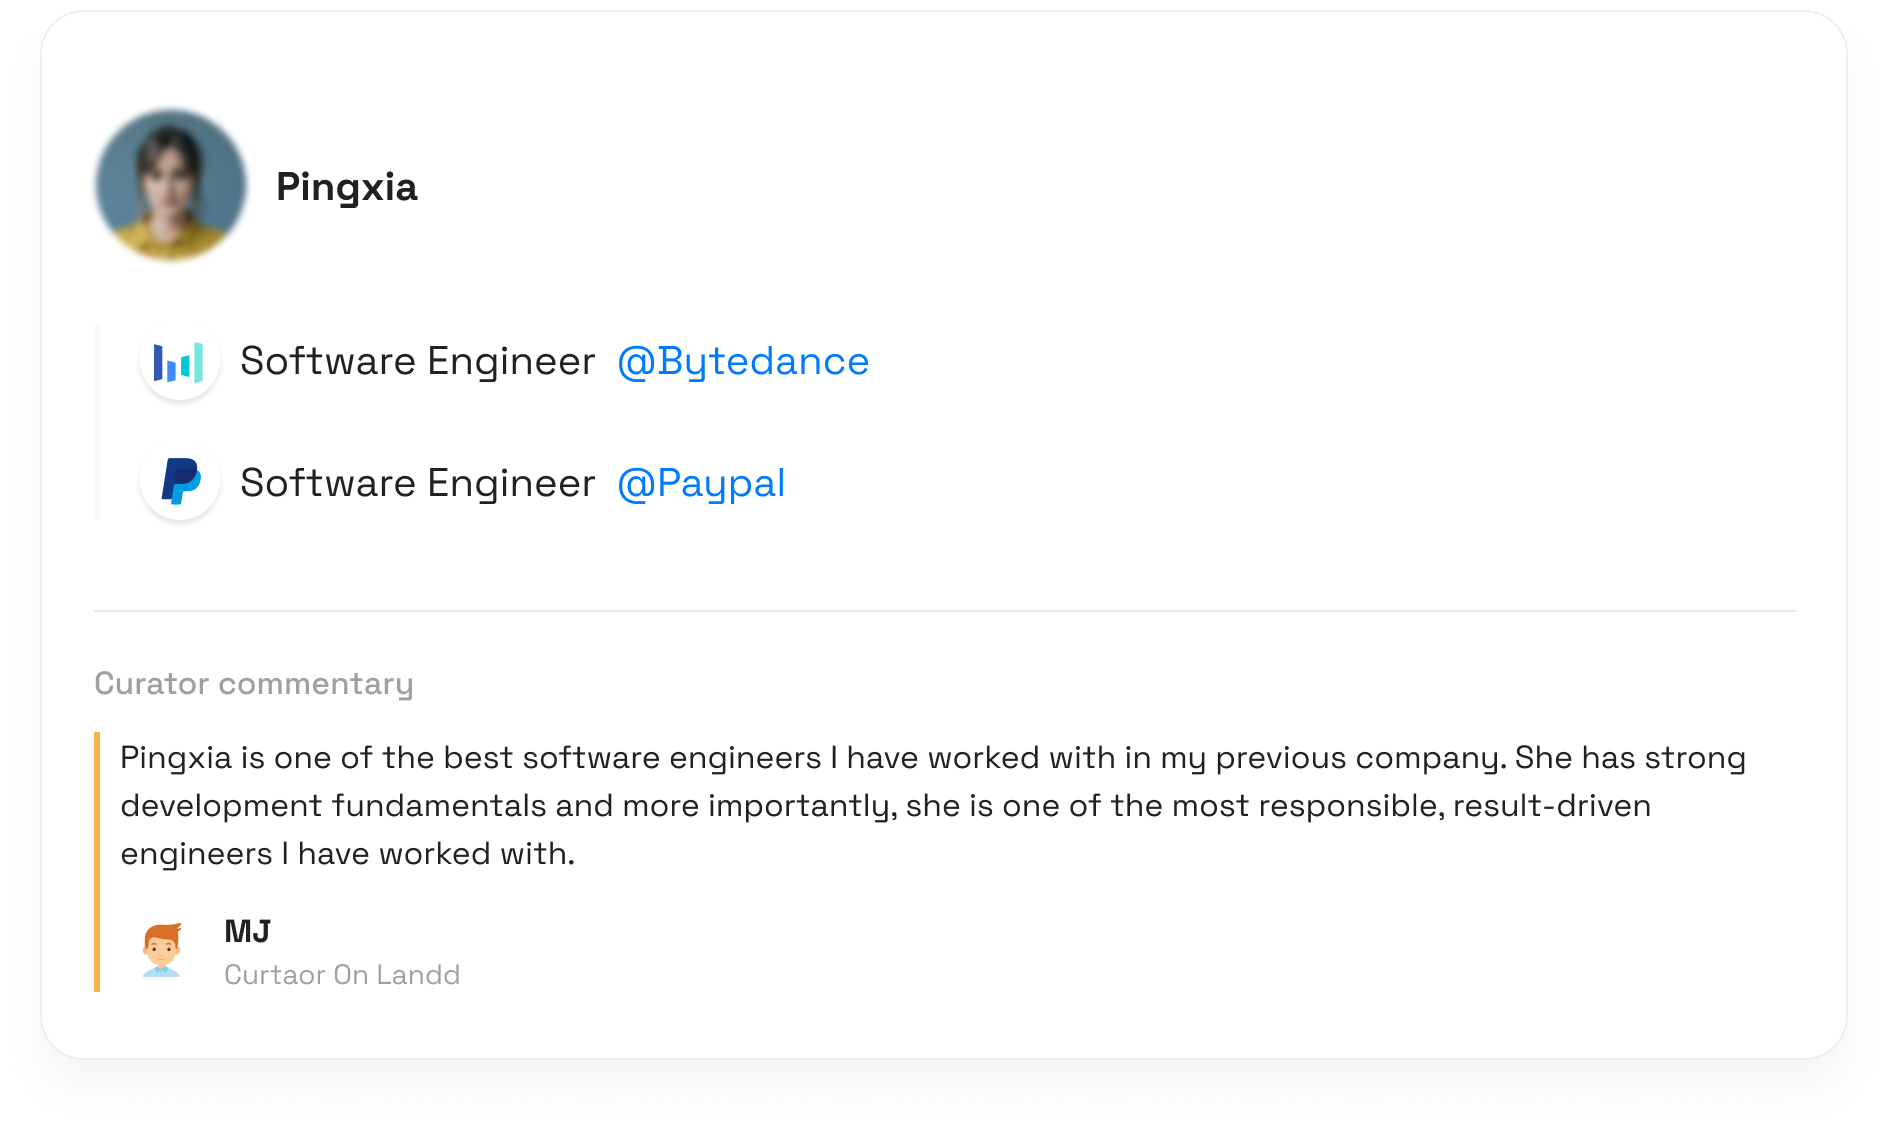 Pingxia
Software Engineer @Bytedance
Software Engineer @Paypal
Curator commentary
Pingxia is one of the best software engineers I have worked with in my previous company. She has strong
development fundamentals and more importantly, she is one of the most responsible, result-driven
engineers I have worked with.
MJ
Curtaor On Landd